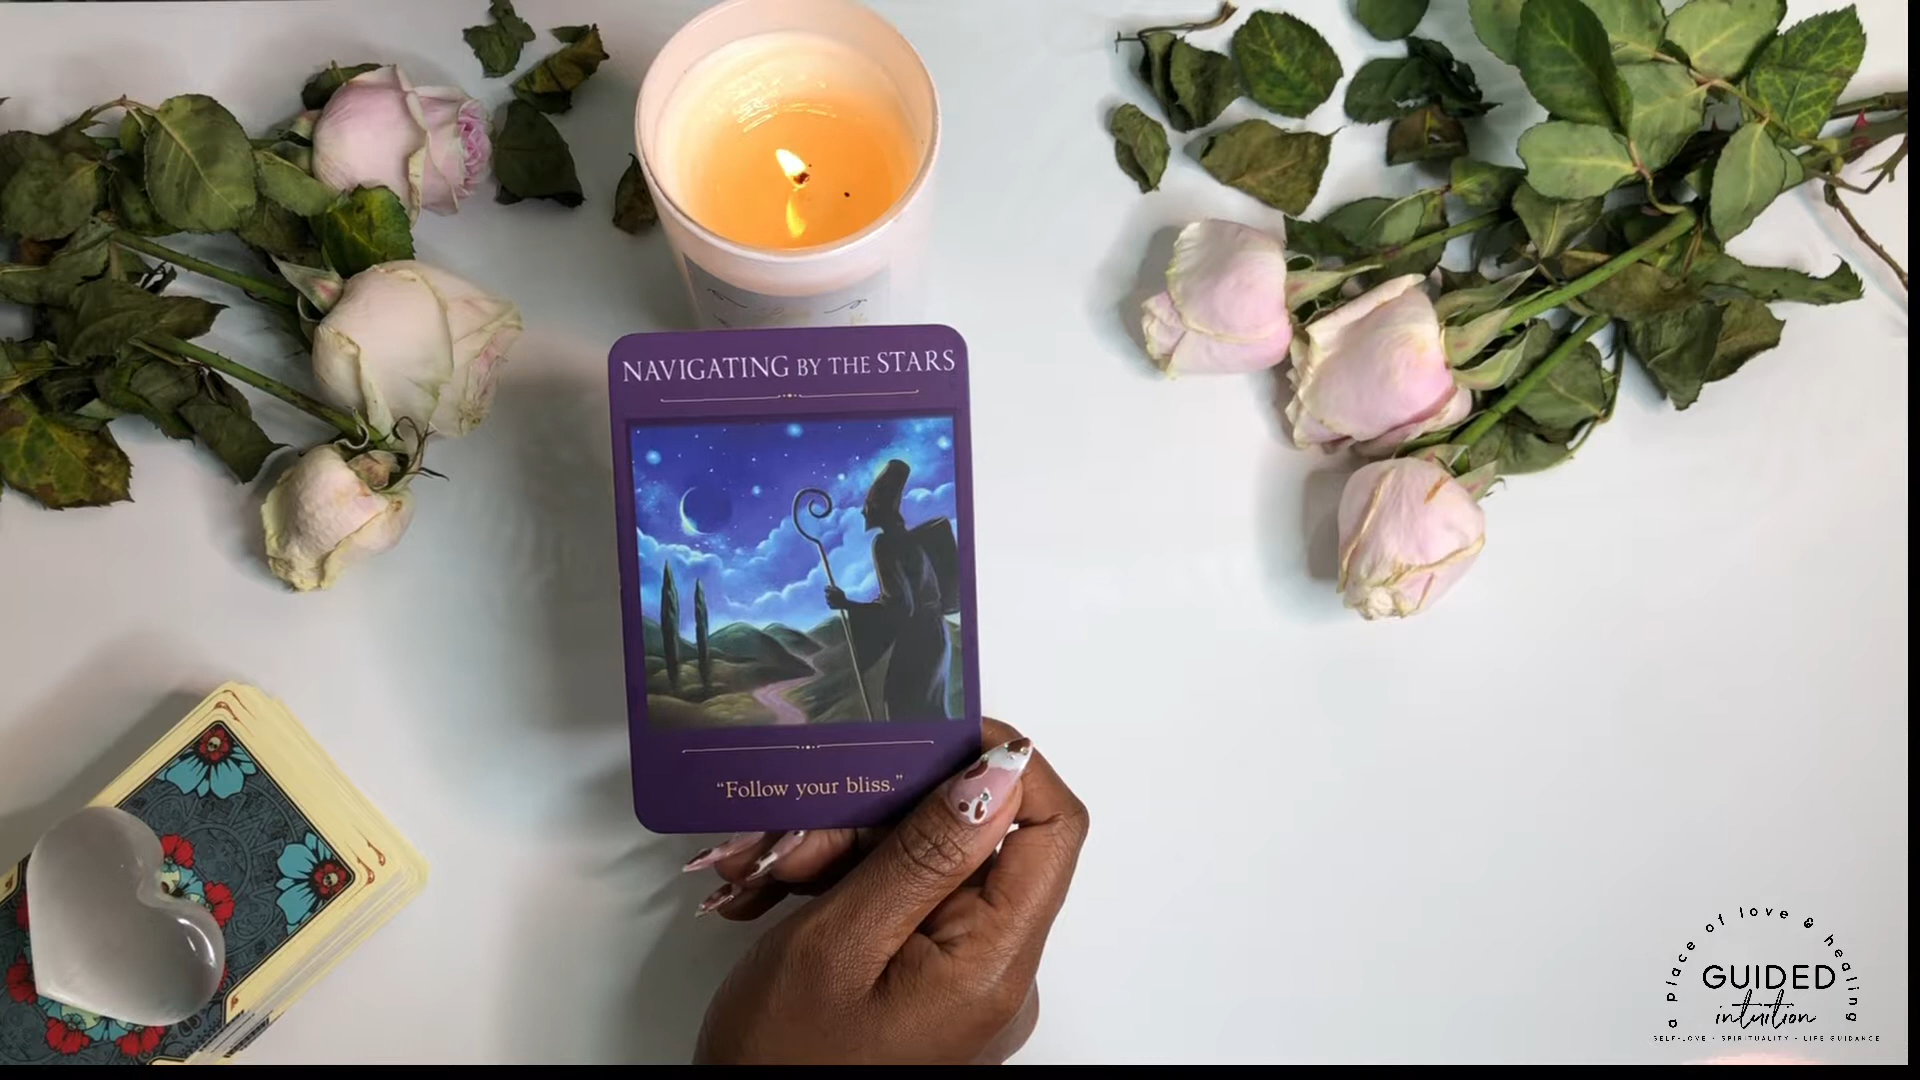 NAVIGATING BY THE STARS
“Follow your bliss.”
a place of love & healing
GUIDED
intuition
SELF-LOVE · SPIRITUALITY · LIFE GUIDANCE